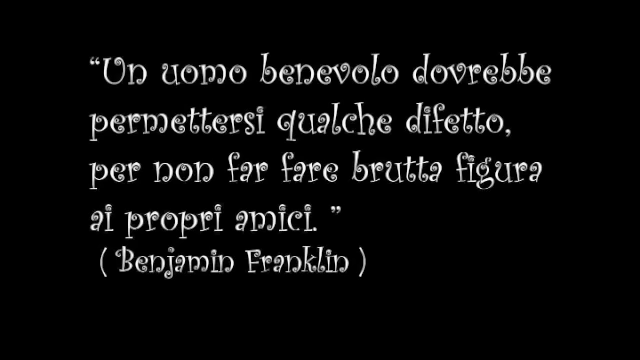 “Un uomo benevolo dovrebbe
permettersi qualche difetto,
per non far fare brutta figura
ai propri amici. ”
( Benjamin Franklin )